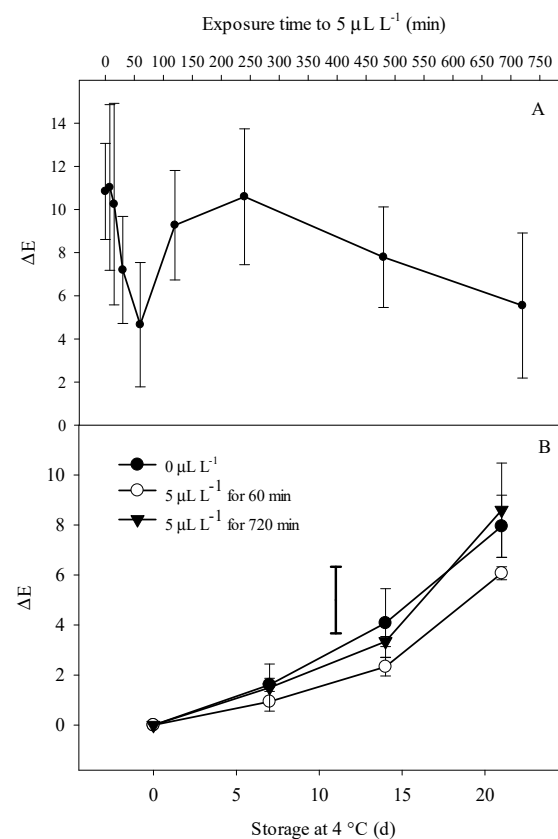 Exposure time to 5 µL L⁻¹ (min)
0 50 100 150 200 250 300 350 400 450 500 550 600 650 700 750
A
14
12
10
8
6
4
2
0
ΔE
B
0 µL L⁻¹
5 µL L⁻¹ for 60 min
5 µL L⁻¹ for 720 min
10
8
6
4
2
0
ΔE
0 5 10 15 20
Storage at 4 °C (d)